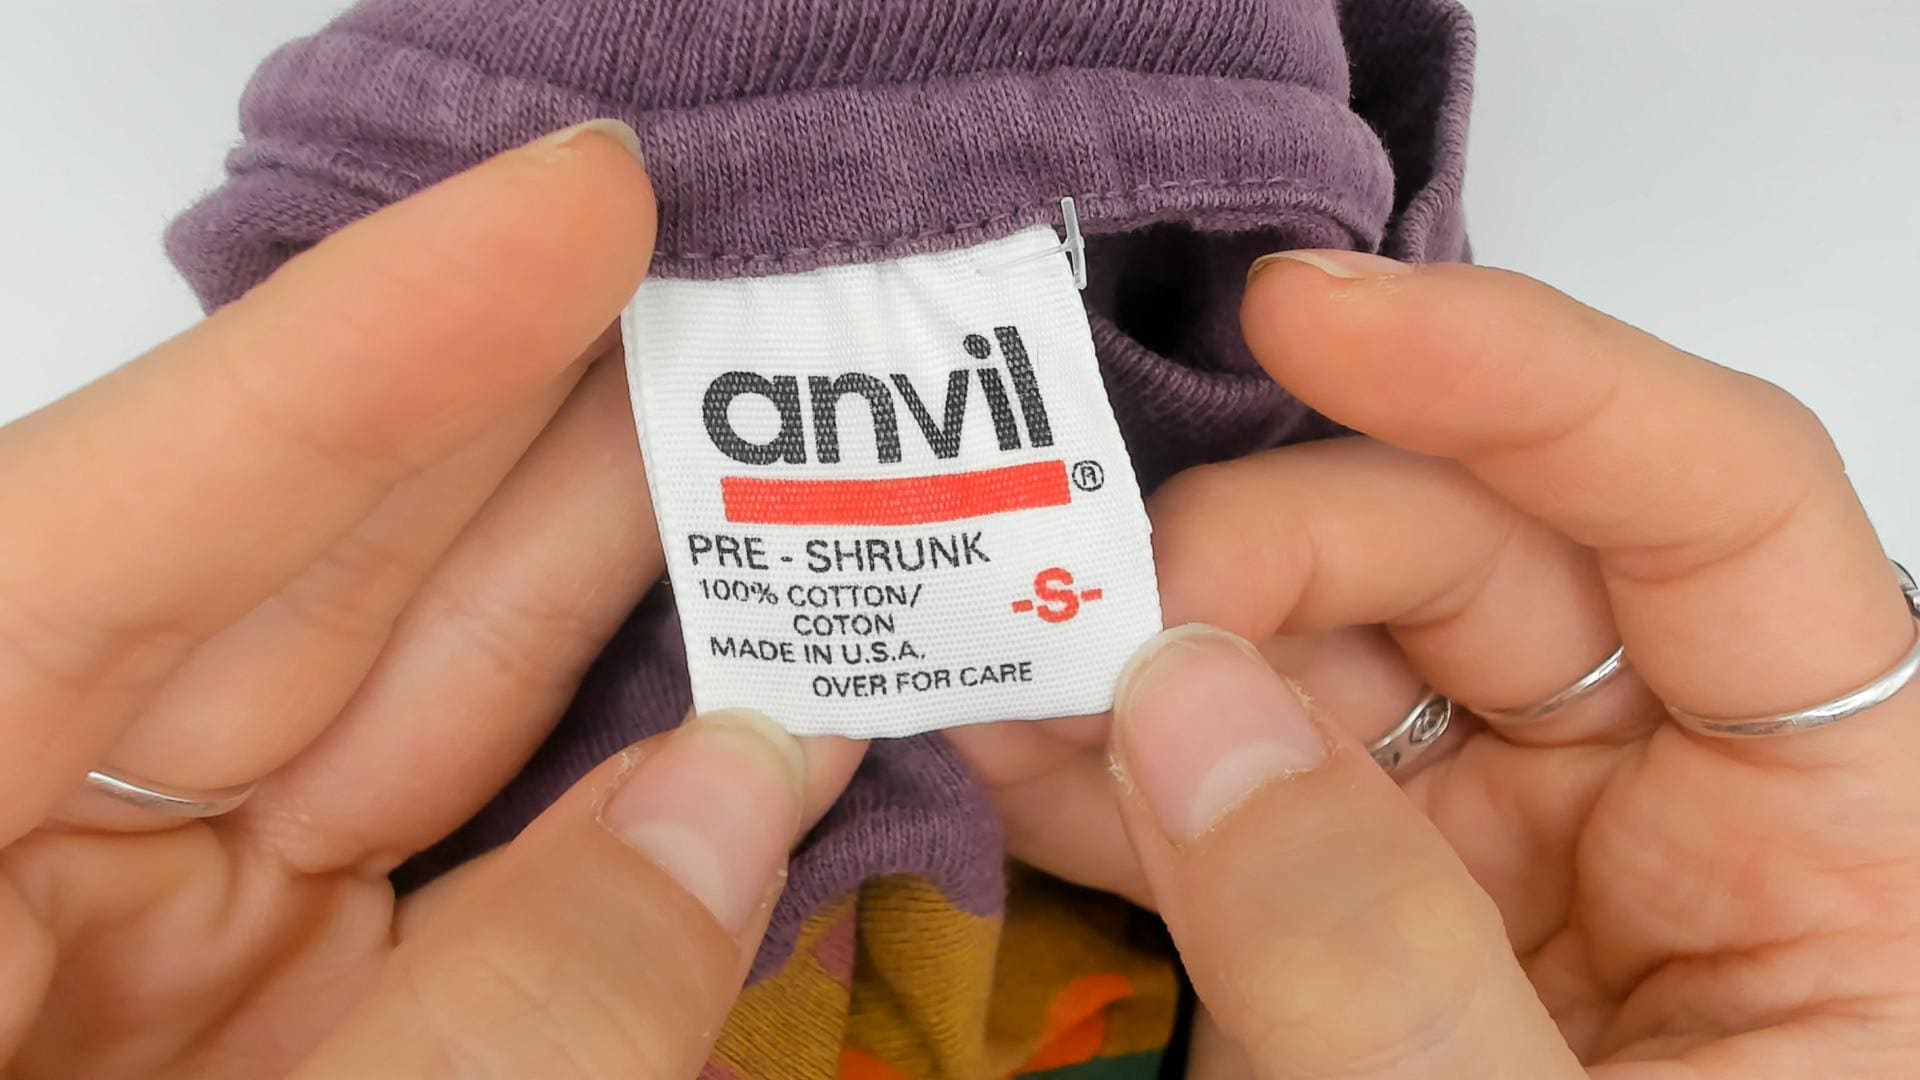 anvil®
PRE - SHRUNK
100% COTTON/
COTON
-S-
MADE IN U.S.A.
OVER FOR CARE